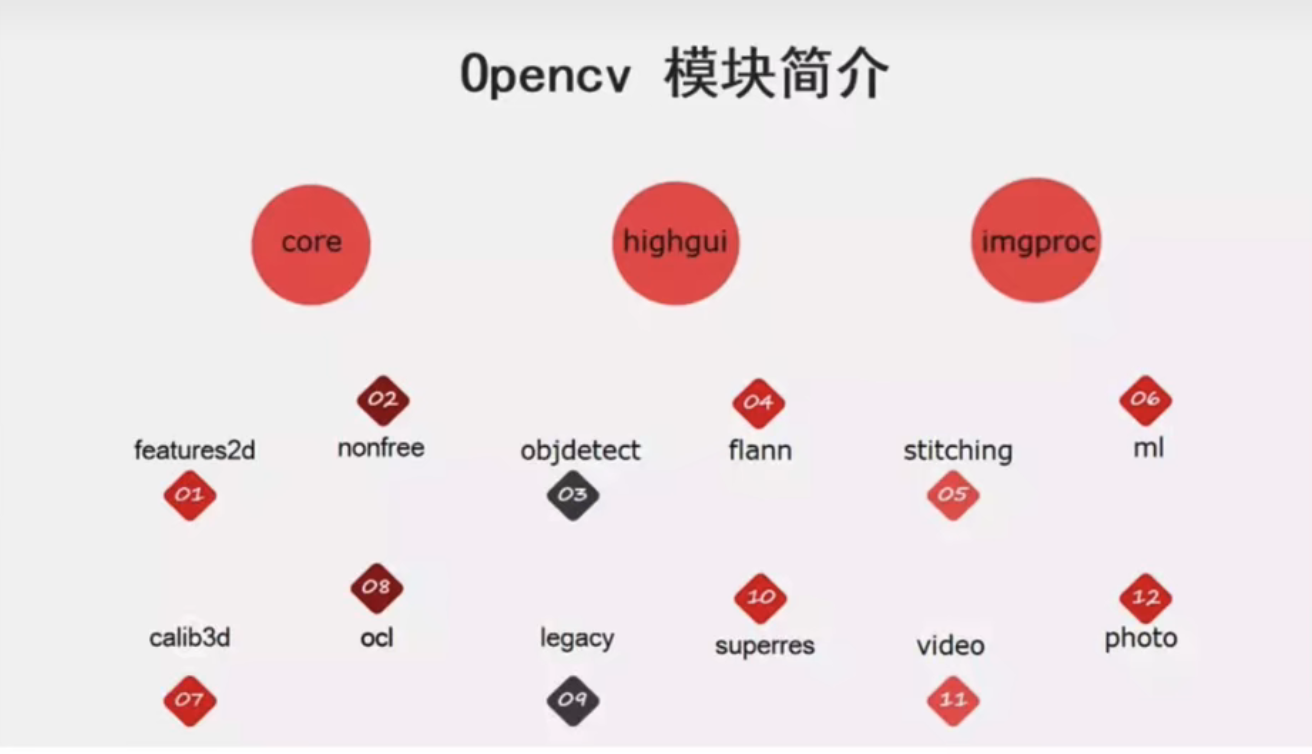 Opencv 模块简介
core
highgui
imgproc
02
04
06
features2d
nonfree
objdetect
flann
stitching
ml
01
03
05
08
10
12
calib3d
ocl
legacy
superres
video
photo
07
09
11